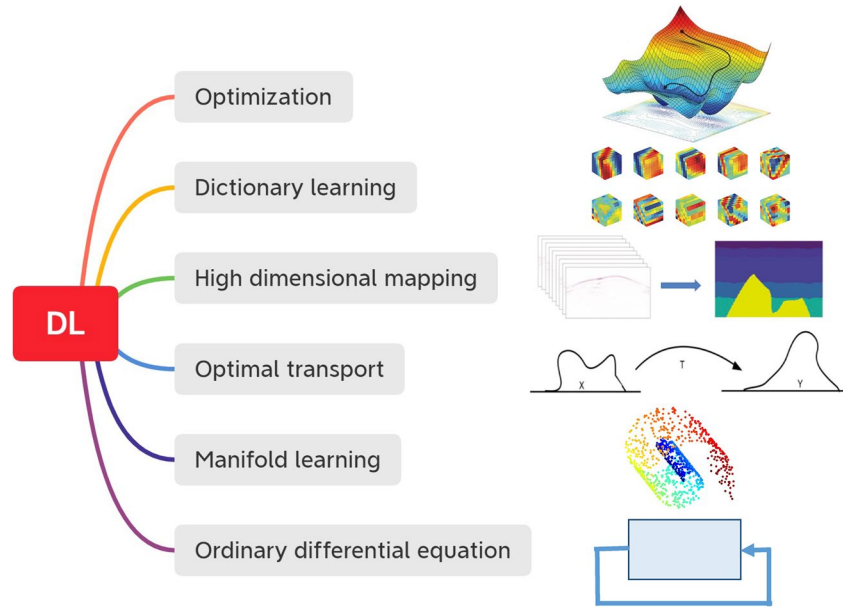 DL
Optimization
Dictionary learning
High dimensional mapping
Optimal transport
X
T
Y
Manifold learning
Ordinary differential equation